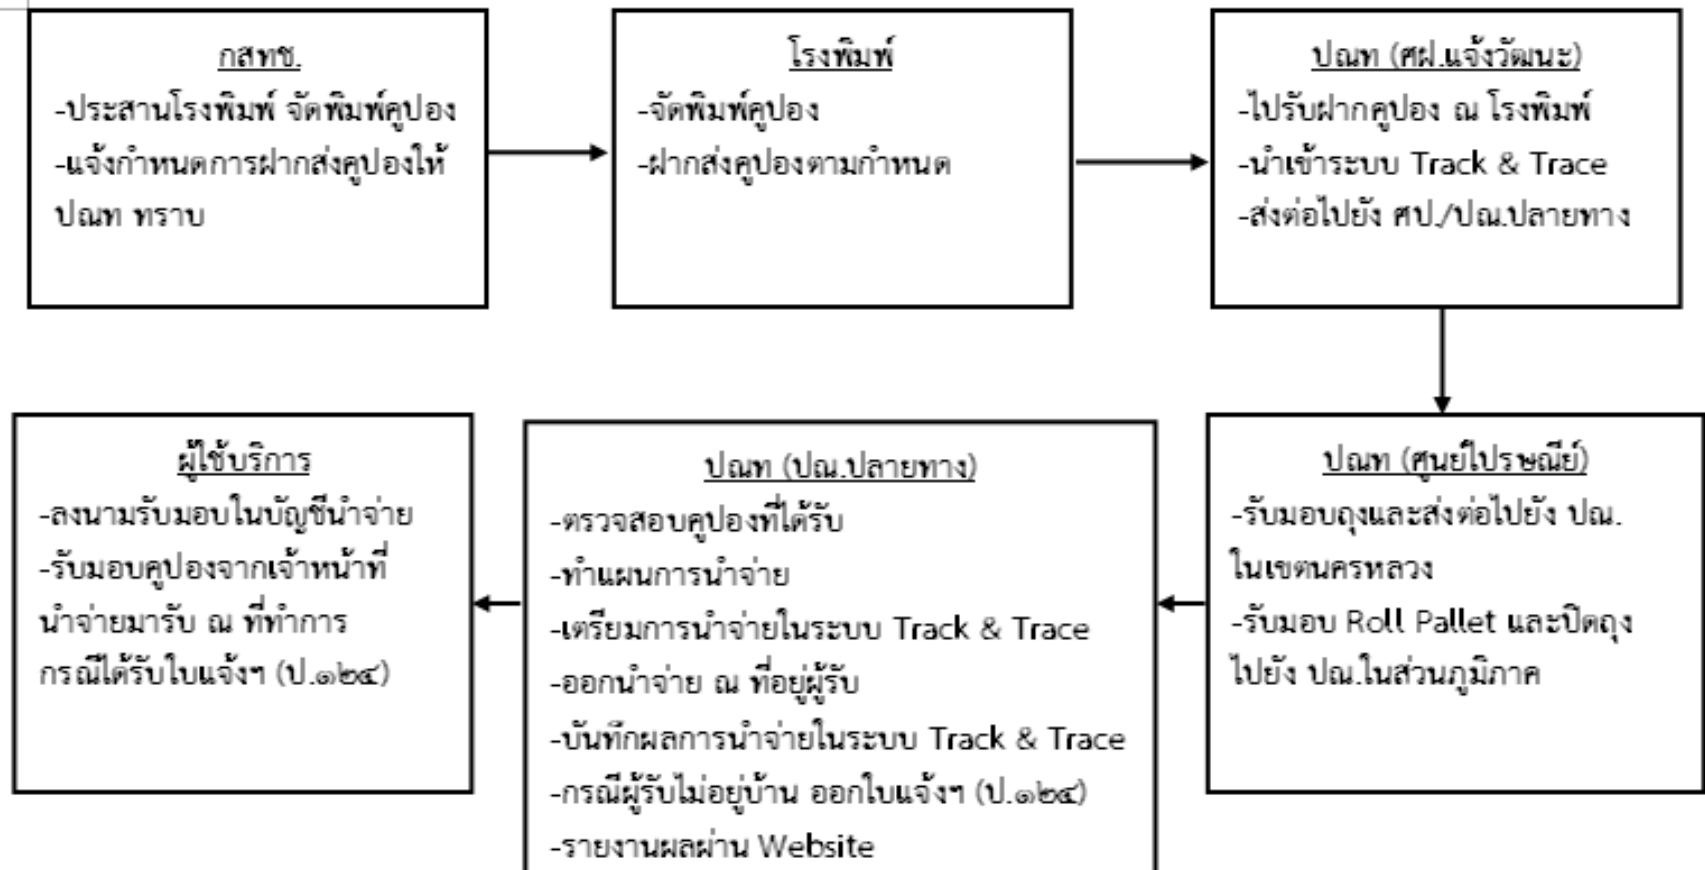 กสทช.
-ประสานโรงพิมพ์ จัดพิมพ์คูปอง
-แจ้งกำหนดการฝากส่งคูปองให้
ปณท ทราบ
โรงพิมพ์
-จัดพิมพ์คูปอง
-ฝากส่งคูปองตามกำหนด
ปณท (ศฝ.แจ้งวัฒนะ)
-ไปรับฝากคูปอง ณ โรงพิมพ์
-นำเข้าระบบ Track & Trace
-ส่งต่อไปยัง ศป./ปณ.ปลายทาง
ปณท (ศูนย์ไปรษณีย์)
-รับมอบถุงและส่งต่อไปยัง ปณ.
ในเขตนครหลวง
-รับมอบ Roll Pallet และปิดถุง
ไปยัง ปณ.ในส่วนภูมิภาค
ปณท (ปณ.ปลายทาง)
-ตรวจสอบคูปองที่ได้รับ
-ทำแผนการนำจ่าย
-เตรียมการนำจ่ายในระบบ Track & Trace
-ออกนำจ่าย ณ ที่อยู่ผู้รับ
-บันทึกผลการนำจ่ายในระบบ Track & Trace
-กรณีผู้รับไม่อยู่บ้าน ออกใบแจ้งฯ (ป.๑๒๔)
-รายงานผลผ่าน Website
ผู้ใช้บริการ
-ลงนามรับมอบในบัญชีนำจ่าย
-รับมอบคูปองจากเจ้าหน้าที่
นำจ่ายมารับ ณ ที่ทำการ
กรณีได้รับใบแจ้งฯ (ป.๑๒๔)